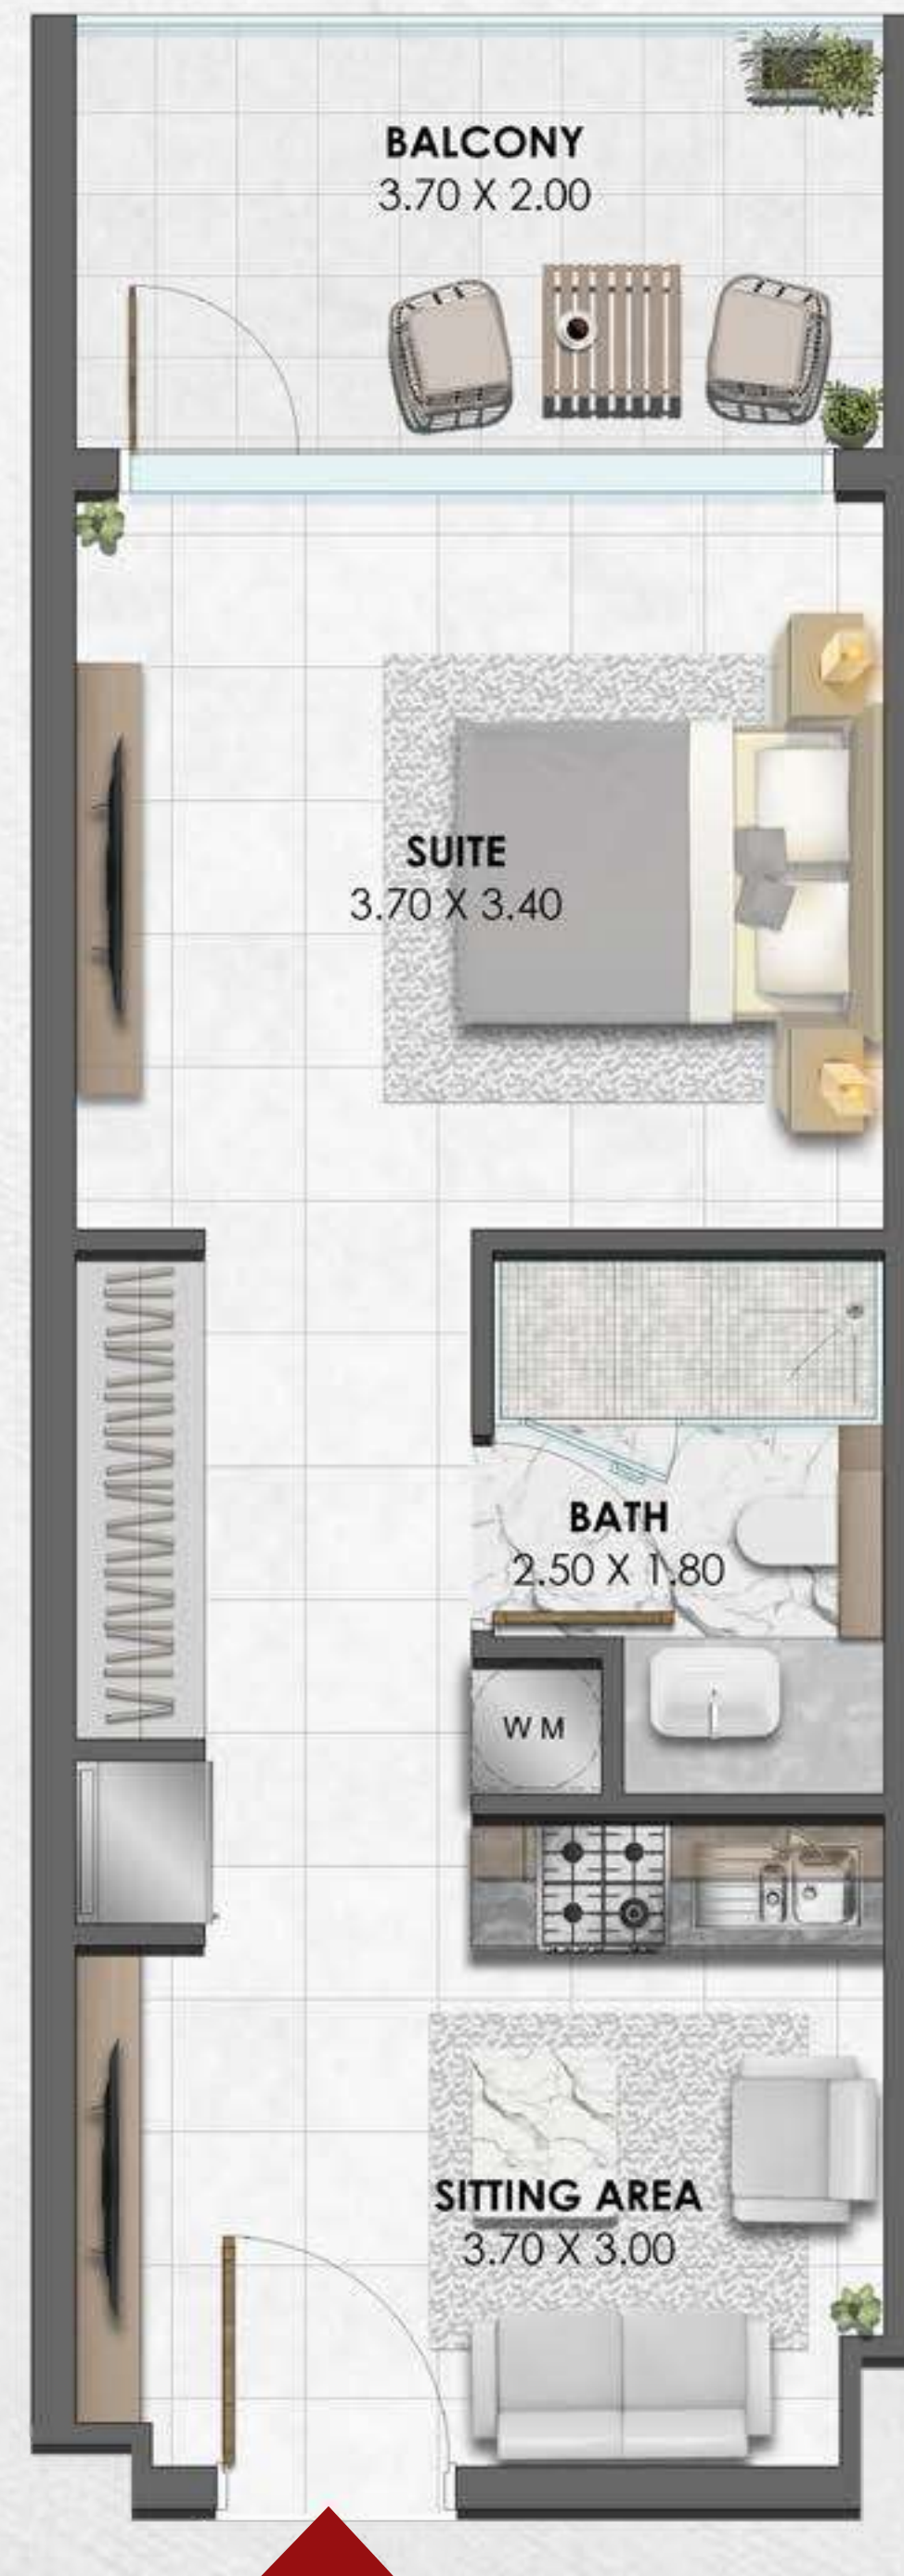 BALCONY
3.70 X 2.00
SUITE
3.70 X 3.40
BATH
2.50 X 1.80
W M
SITTING AREA
3.70 X 3.00